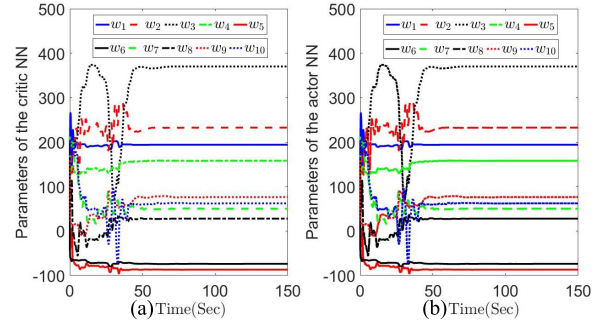 Parameters of the critic NN
500
400
300
200
100
0
-100
w1 w2 w3 w4 w5
w6 w7 w8 w9 w10
0 50 100 150
(a) Time(Sec)
Parameters of the actor NN
500
400
300
200
100
0
-100
w1 w2 w3 w4 w5
w6 w7 w8 w9 w10
0 50 100 150
(b) Time(Sec)